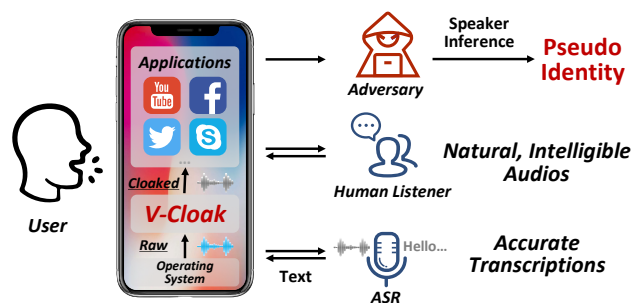 Applications
You
Tube
f
S
...
Cloaked
V-Cloak
Raw
Operating
System
User
Adversary
Speaker
Inference
Pseudo
Identity
Human Listener
Natural, Intelligible
Audios
Hello...
Text
ASR
Accurate
Transcriptions